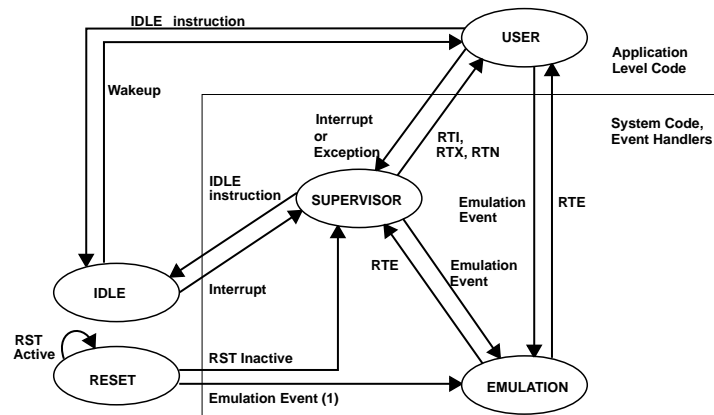 IDLE instruction
USER
Application
Level Code
Wakeup
System Code,
Event Handlers
Interrupt
or
Exception
RTI,
RTX, RTN
IDLE
instruction
SUPERVISOR
Emulation
Event
RTE
RTE
Emulation
Event
IDLE
Interrupt
RST
Active
RST Inactive
RESET
Emulation Event (1)
EMULATION